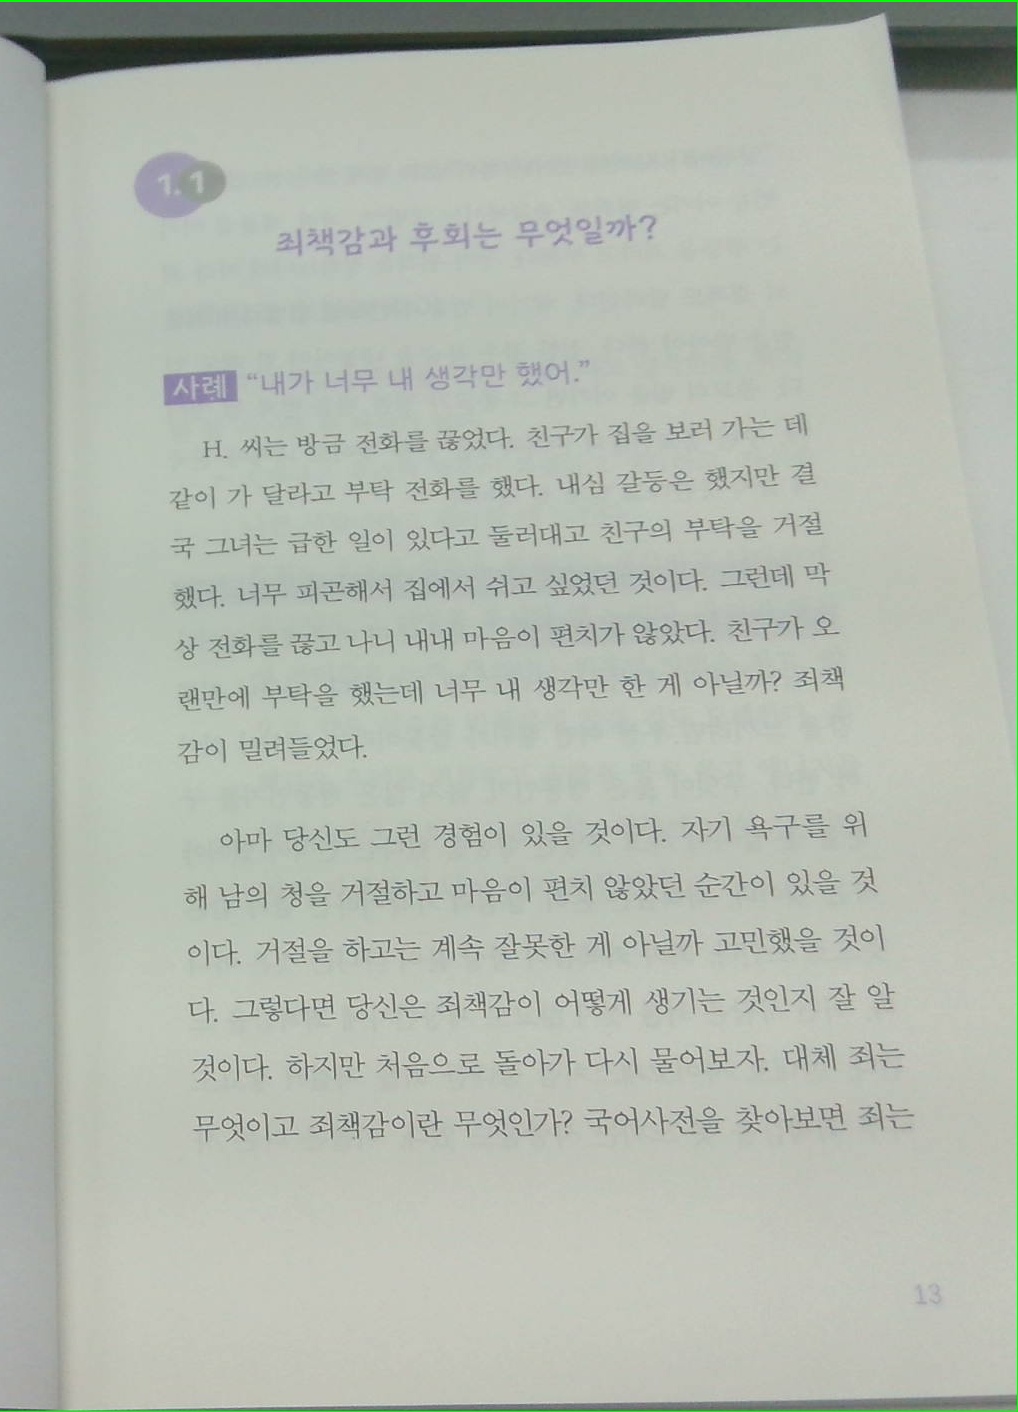 1.1
죄책감과 후회는 무엇일까?
사례 “내가 너무 내 생각만 했어.”
H. 씨는 방금 전화를 끊었다. 친구가 집을 보러 가는 데
같이 가 달라고 부탁 전화를 했다. 내심 갈등은 했지만 결
국 그녀는 급한 일이 있다고 둘러대고 친구의 부탁을 거절
했다. 너무 피곤해서 집에서 쉬고 싶었던 것이다. 그런데 막
상 전화를 끊고 나니 내내 마음이 편치가 않았다. 친구가 오
랜만에 부탁을 했는데 너무 내 생각만 한 게 아닐까? 죄책
감이 밀려들었다.
아마 당신도 그런 경험이 있을 것이다. 자기 욕구를 위
해 남의 청을 거절하고 마음이 편치 않았던 순간이 있을 것
이다. 거절을 하고는 계속 잘못한 게 아닐까 고민했을 것이
다. 그렇다면 당신은 죄책감이 어떻게 생기는 것인지 잘 알
것이다. 하지만 처음으로 돌아가 다시 물어보자. 대체 죄는
무엇이고 죄책감이란 무엇인가? 국어사전을 찾아보면 죄는
13